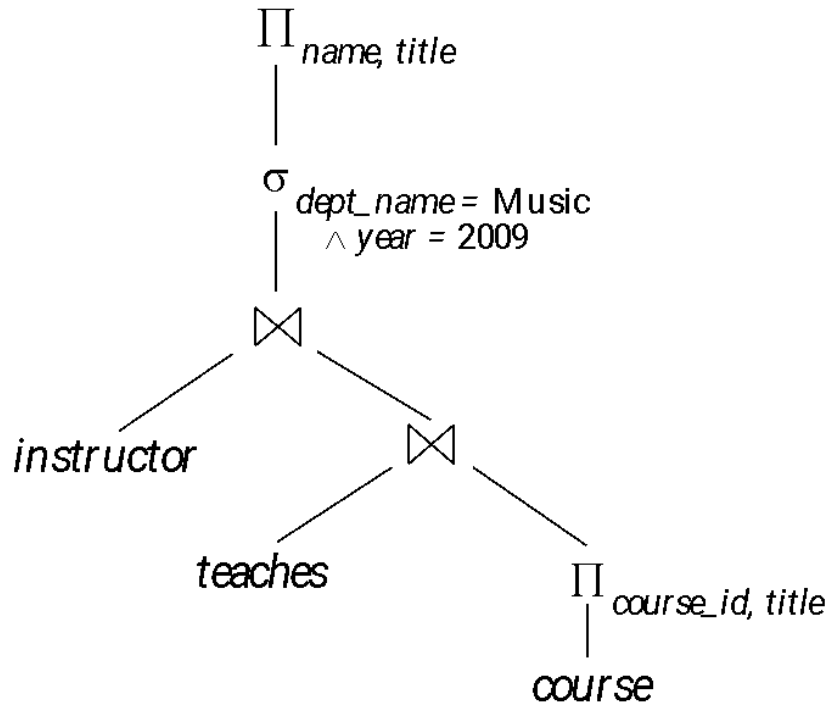 Π name, title
σ dept_name = Music
∧ year = 2009
⋈
instructor
⋈
teaches
Π course_id, title
course